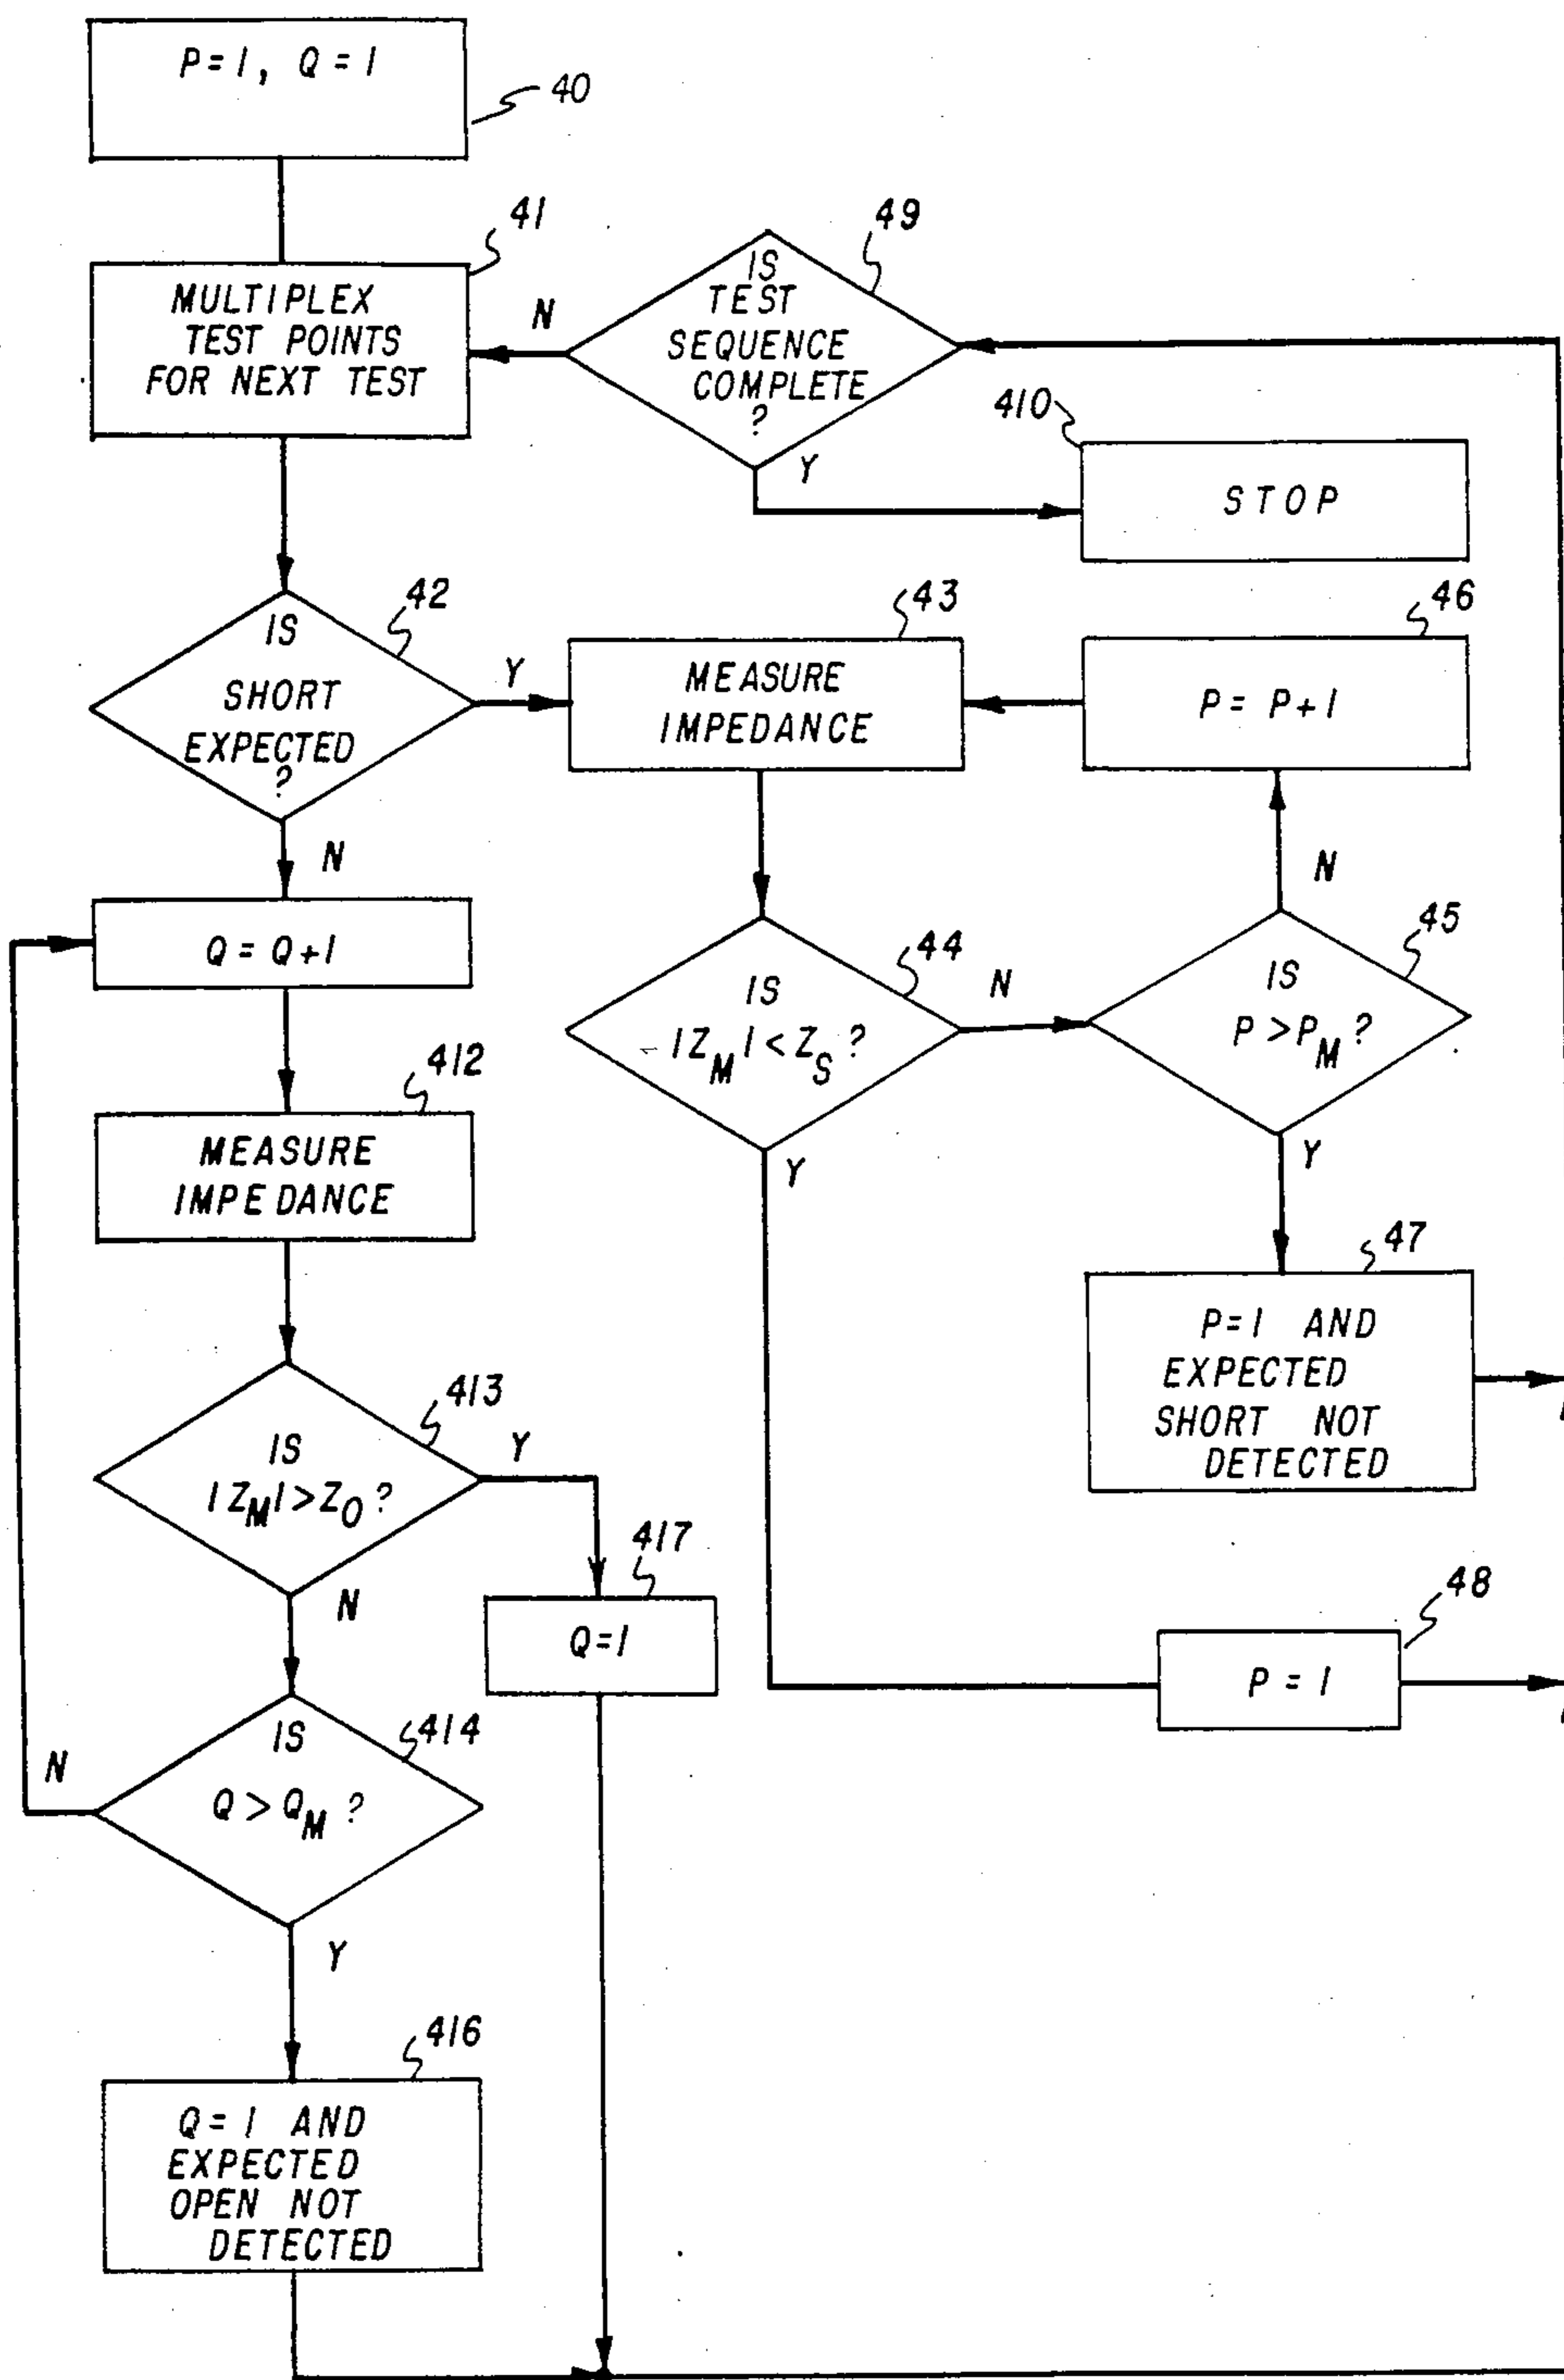 P=1, Q=1
40
41
MULTIPLEX
TEST POINTS
FOR NEXT TEST
N
49
IS
TEST
SEQUENCE
COMPLETE
?
Y
410
STOP
42
IS
SHORT
EXPECTED
?
Y
N
43
MEASURE
IMPEDANCE
46
P= P+1
N
Q = Q+1
44
IS
|Z_M|<Z_S ?
N
Y
45
IS
P>P_M ?
Y
412
MEASURE
IMPEDANCE
47
P=1 AND
EXPECTED
SHORT NOT
DETECTED
413
IS
|Z_M|>Z_O ?
Y
N
417
Q=1
48
P = 1
414
IS
Q>Q_M ?
N
Y
416
Q=1 AND
EXPECTED
OPEN NOT
DETECTED